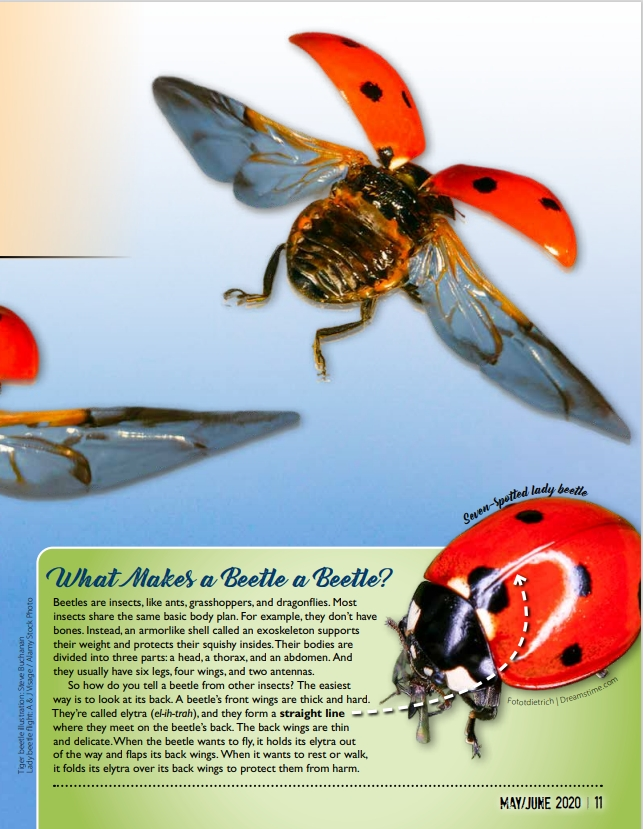 Seven-Spotted lady beetle
What Makes a Beetle a Beetle?
Beetles are insects, like ants, grasshoppers, and dragonflies. Most
insects share the same basic body plan. For example, they don't have
bones. Instead, an armorlike shell called an exoskeleton supports
their weight and protects their squishy insides. Their bodies are
divided into three parts: a head, a thorax, and an abdomen. And
they usually have six legs, four wings, and two antennas.
So how do you tell a beetle from other insects? The easiest
way is to look at its back. A beetle's front wings are thick and hard.
They're called elytra (el-ih-trah), and they form a straight line
where they meet on the beetle's back. The back wings are thin
and delicate. When the beetle wants to fly, it holds its elytra out
of the way and flaps its back wings. When it wants to rest or walk,
it folds its elytra over its back wings to protect them from harm.
Fotodietrich | Dreamstime.com
Tiger beetle illustration: Steve Buchanan
Lady beetle flight: A & J Visage / Alamy Stock Photo
MAY/JUNE 2020 | 11